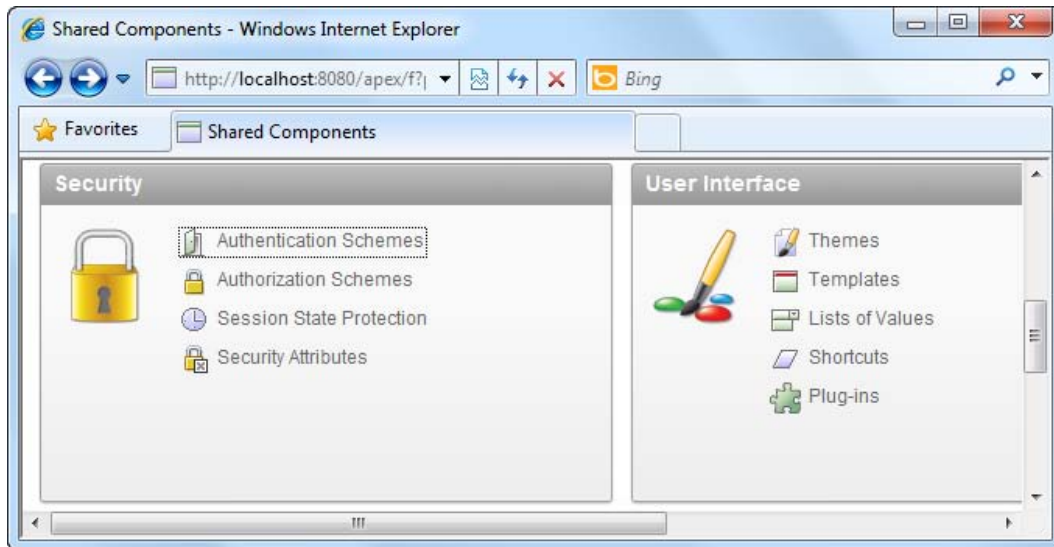 Shared Components - Windows Internet Explorer
http://localhost:8080/apex/f?
Bing
Favorites
Shared Components
Security
Authentication Schemes
Authorization Schemes
Session State Protection
Security Attributes
User Interface
Themes
Templates
Lists of Values
Shortcuts
Plug-ins